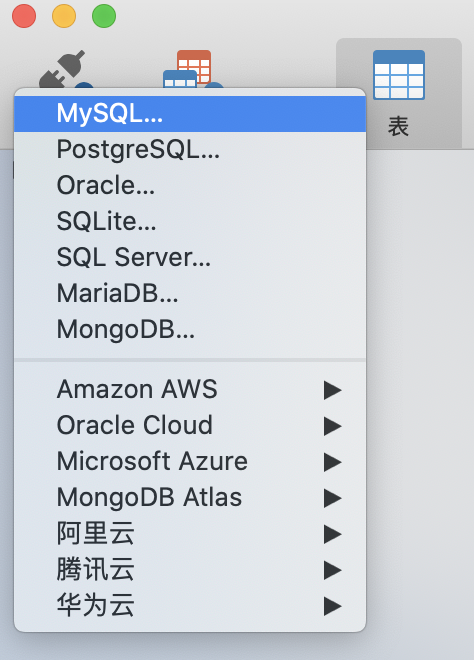 表
MySQL...
PostgreSQL...
Oracle...
SQLite...
SQL Server...
MariaDB...
MongoDB...
Amazon AWS
Oracle Cloud
Microsoft Azure
MongoDB Atlas
阿里云
腾讯云
华为云